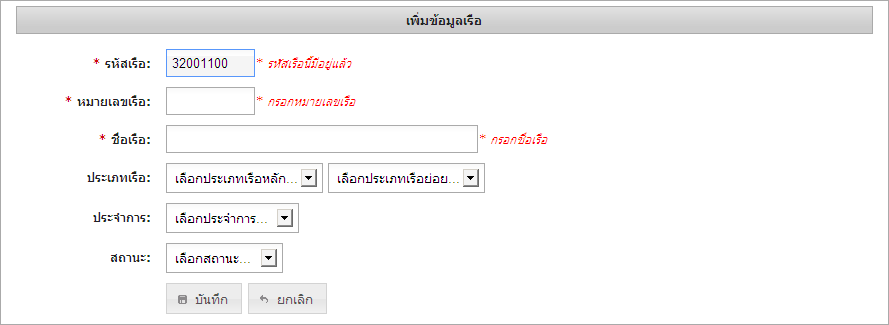 เพิ่มข้อมูลเรือ
* รหัสเรือ: 32001100 * รหัสเรือนี้มีอยู่แล้ว
* หมายเลขเรือ: * กรอกหมายเลขเรือ
* ชื่อเรือ: * กรอกชื่อเรือ
ประเภทเรือ: เลือกประเภทเรือหลัก... เลือกประเภทเรือย่อย...
ประจำการ: เลือกประจำการ...
สถานะ: เลือกสถานะ...
บันทึก ยกเลิก